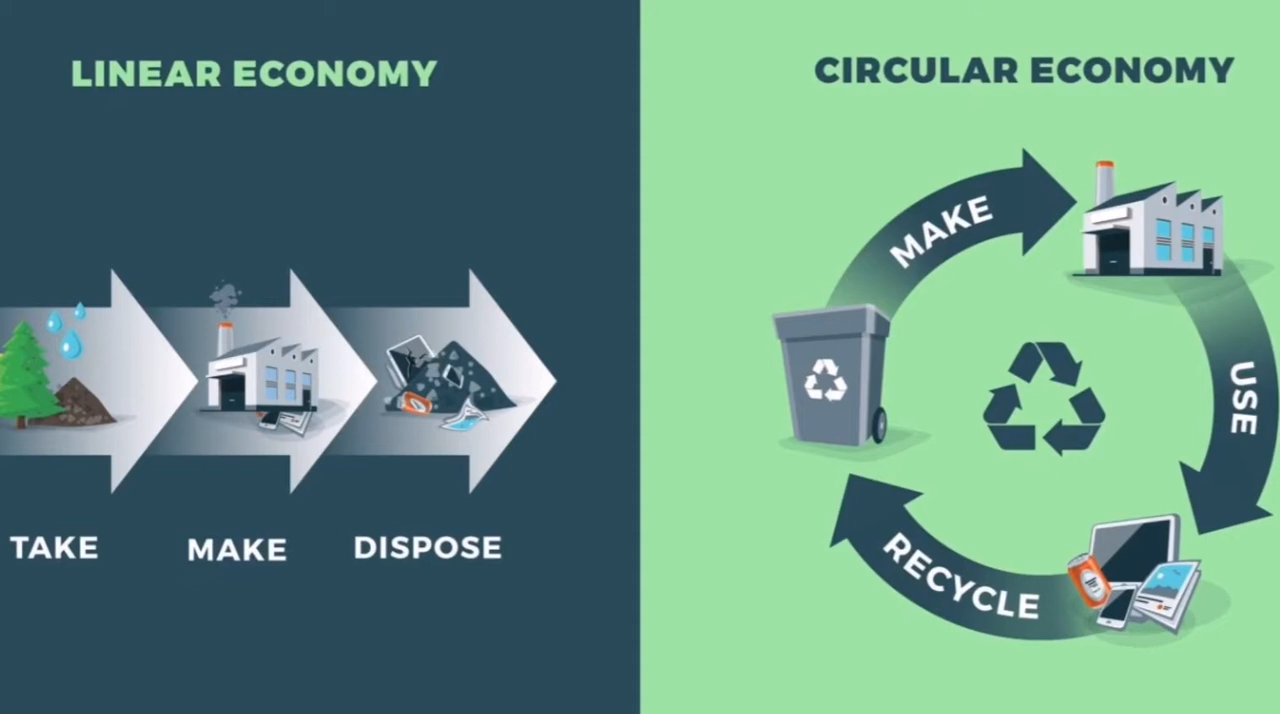 LINEAR ECONOMY
TAKE
MAKE
DISPOSE
CIRCULAR ECONOMY
MAKE
USE
RECYCLE